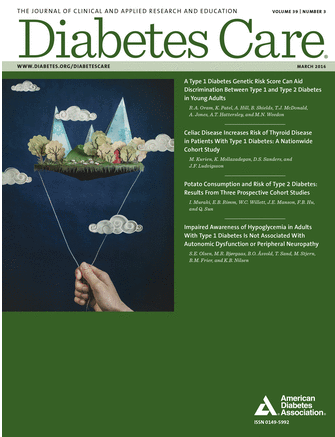 THE JOURNAL OF CLINICAL AND APPLIED RESEARCH AND EDUCATION
VOLUME 39 | NUMBER 3
Diabetes Care®
WWW.DIABETES.ORG/DIABETESCARE
MARCH 2016
A Type 1 Diabetes Genetic Risk Score Can Aid
Discrimination Between Type 1 and Type 2 Diabetes
in Young Adults
R.A. Oram, K. Patel, A. Hill, B. Shields, T.J. McDonald,
A. Jones, A.T. Hattersley, and M.N. Weedon
Celiac Disease Increases Risk of Thyroid Disease
in Patients With Type 1 Diabetes: A Nationwide
Cohort Study
M. Kurien, K. Mollazadegan, D.S. Sanders, and
J.F. Ludvigsson
Potato Consumption and Risk of Type 2 Diabetes:
Results From Three Prospective Cohort Studies
I. Muraki, E.B. Rimm, W.C. Willett, J.E. Manson, F.B. Hu,
and Q. Sun
Impaired Awareness of Hypoglycemia in Adults
With Type 1 Diabetes Is Not Associated With
Autonomic Dysfunction or Peripheral Neuropathy
S.E. Olsen, M.R. Bjørgaas, B.O. Åsvold, T. Sand, M. Stjern,
B.M. Frier, and K.B. Nilsen
American
Diabetes
Association®
ISSN 0149-5992